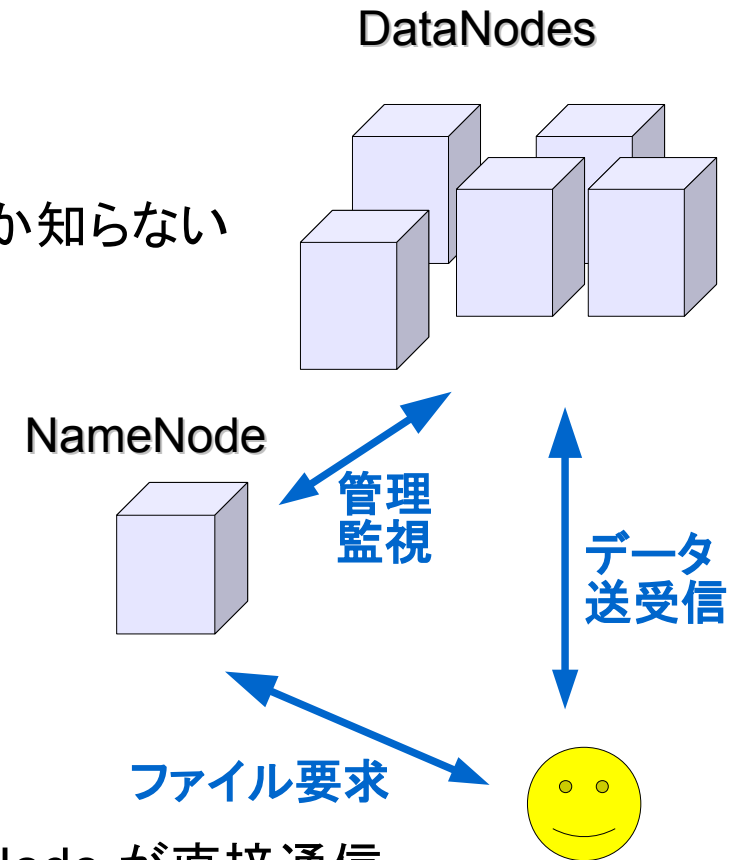 DataNodes
か知らない
NameNode
管理
監視
データ
送受信
ファイル要求
Node が直接通信